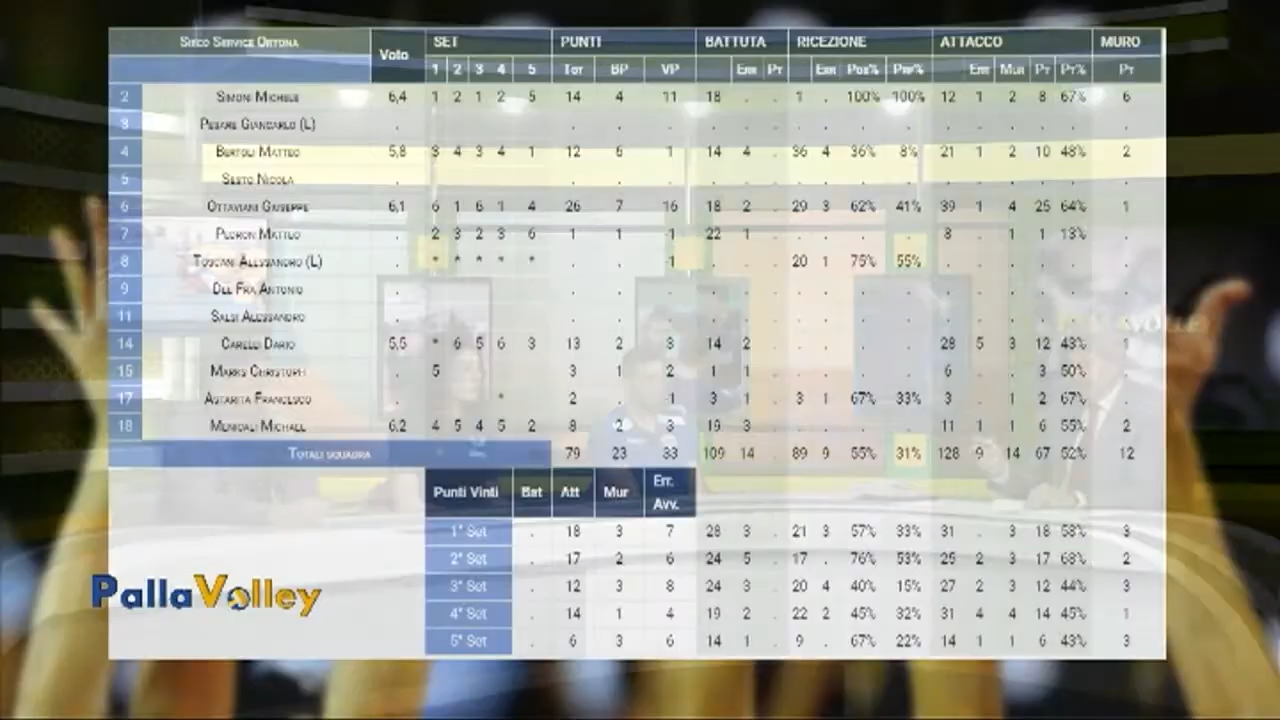 Sieco Service Ortona Voto SET PUNTI BATTUTA RICEZIONE ATTACCO MURO
1 2 3 4 5 Tot BP VP Err Pt Err Pos% Prf% Err Mur Pt Pt% Pt
2 Simoni Michele 6,4 1 2 1 2 5 14 4 11 18 . . 1 . 100% 100% 12 1 2 8 67% 6
3 Pesare Giancarlo (L) . . . . . . . . . . . . . . . . .
4 Bertoli Matteo 5,8 3 4 3 4 1 12 6 1 14 4 . 36 4 36% 8% 21 1 2 10 48% 2
5 Sesto Nicola . . . . . . . . . . . . . . . . .
6 Ottaviani Giuseppe 6,1 6 1 6 1 4 26 7 16 18 2 . 29 3 62% 41% 39 1 4 25 64% 1
7 Pedron Matteo . 2 3 2 3 6 1 1 -1 22 1 . . . . . 8 . 1 1 13% .
8 Toscani Alessandro (L) . * * * * * . . -1 . . . 20 1 75% 55% . . . . . .
9 Del Fra Antonio . . . . . . . . . . . . . . . . .
11 Salsi Alessandro . . . . . . . . . . . . . . . . .
14 Carelli Dario 5,5 * 6 5 6 3 13 2 3 14 2 . . . . . 28 5 3 12 43% 1
15 Marks Christoph . 5 3 1 2 1 1 . . . . . 6 . . 3 50% .
17 Astarita Francesco . * 2 . -1 3 1 . 3 1 67% 33% 3 . 1 2 67% .
18 Menicali Michael 6,2 4 5 4 5 2 8 2 3 19 3 . . . . . 11 1 1 6 55% 2
Totali squadra 79 23 33 109 14 . 89 9 55% 31% 128 9 14 67 52% 12
Punti Vinti Bat Att Mur Err. Avv.
1° Set . 18 3 7 28 3 . 21 3 57% 33% 31 . 3 18 58% 3
2° Set . 17 2 6 24 5 . 17 . 76% 53% 25 2 3 17 68% 2
3° Set . 12 3 8 24 3 . 20 4 40% 15% 27 2 3 12 44% 3
4° Set . 14 1 4 19 2 . 22 2 45% 32% 31 4 4 14 45% 1
5° Set . 6 3 6 14 1 . 9 . 67% 22% 14 1 1 6 43% 3
PallaVolley